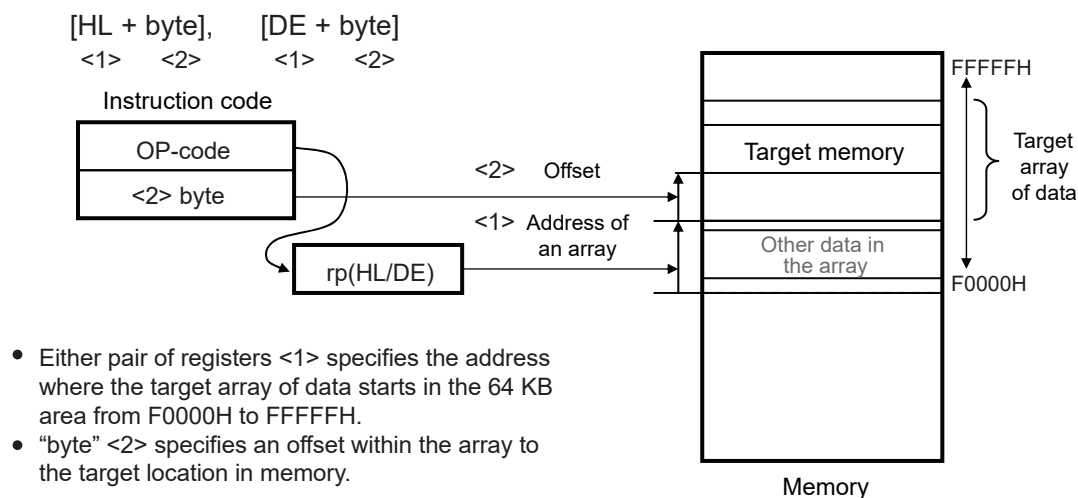 [HL + byte], [DE + byte]
<1> <2> <1> <2>
Instruction code
OP-code
<2> byte
<2> Offset
<1> Address of
an array
rp(HL/DE)
FFFFFH
Target memory
Target
array
of data
Other data in
the array
F0000H
Memory
• Either pair of registers <1> specifies the address
where the target array of data starts in the 64 KB
area from F0000H to FFFFFH.
• “byte” <2> specifies an offset within the array to
the target location in memory.